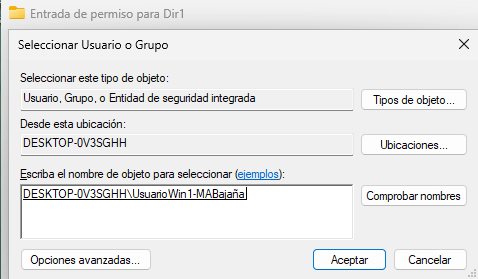 Entrada de permiso para Dir1
Seleccionar Usuario o Grupo
Seleccionar este tipo de objeto:
Usuario, Grupo, o Entidad de seguridad integrada
Tipos de objeto...
Desde esta ubicación:
DESKTOP-0V3SGHH
Ubicaciones...
Escriba el nombre de objeto para seleccionar (ejemplos):
DESKTOP-0V3SGHH\UsuarioWin1-MABajaña
Comprobar nombres
Opciones avanzadas...
Aceptar
Cancelar